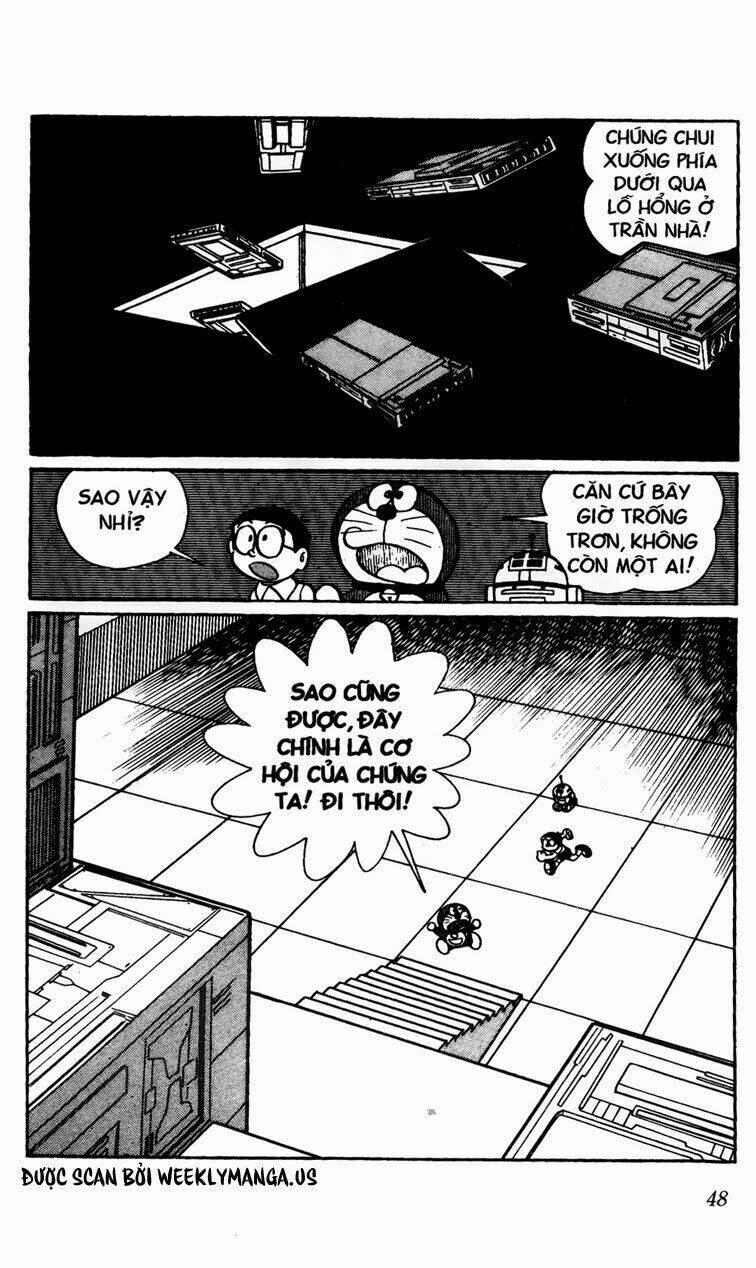 CHÚNG CHUI
XUỐNG PHÍA
DƯỚI QUA
LỖ HỔNG Ở
TRẦN NHÀ!
SAO VẬY
NHỈ?
CĂN CỨ BÂY
GIỜ TRỐNG
TRƠN, KHÔNG
CÒN MỘT AI!
SAO CŨNG
ĐƯỢC, ĐÂY
CHÍNH LÀ CƠ
HỘI CỦA CHÚNG
TA! ĐI THÔI!
ĐƯỢC SCAN BỞI WEEKLYMANGA.US
48